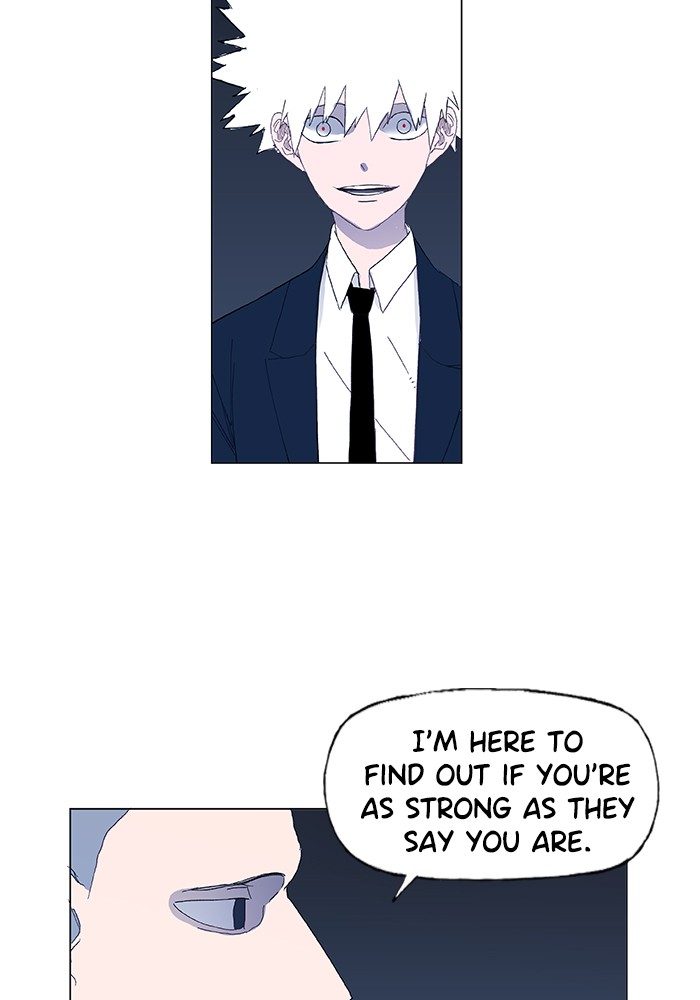 I'M HERE TO
FIND OUT IF YOU'RE
AS STRONG AS THEY
SAY YOU ARE.